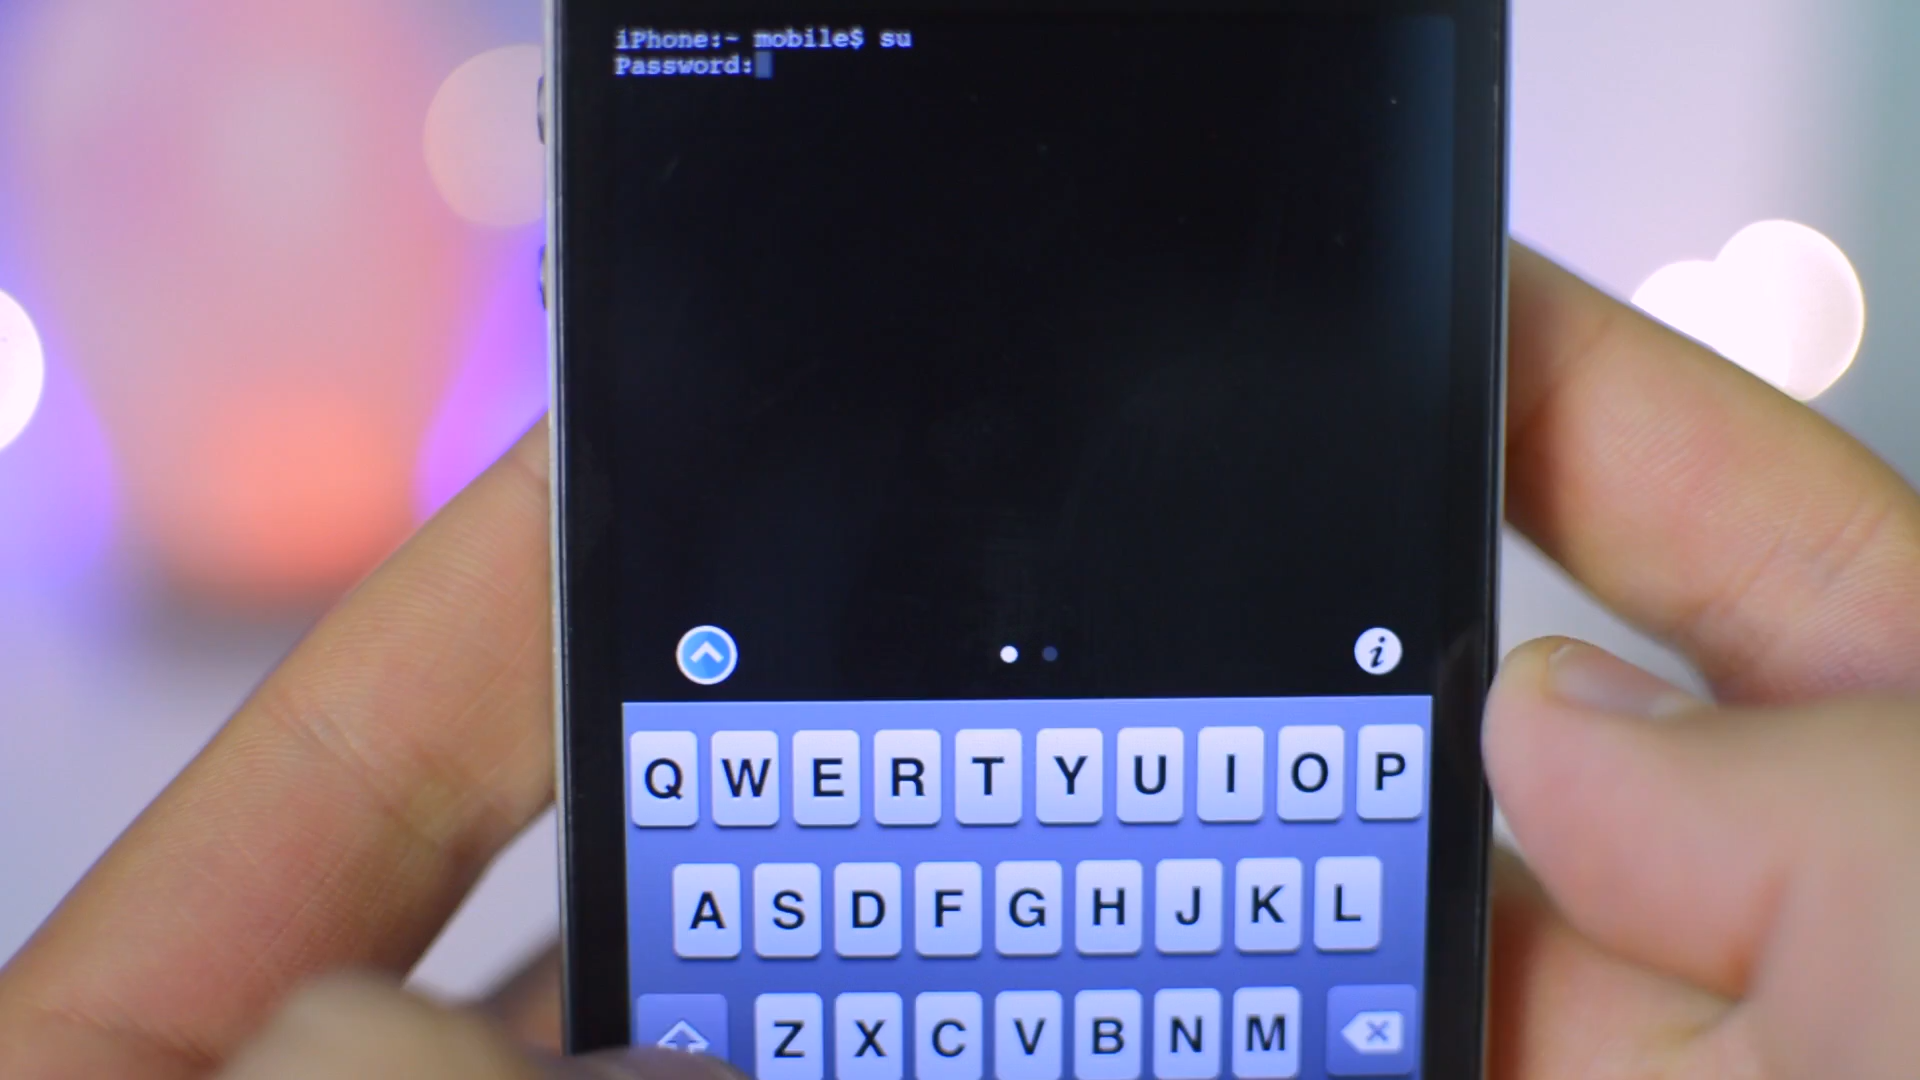 iPhone:~ mobile$ su
Password:
i
Q W E R T Y U I O P
A S D F G H J K L
Z X C V B N M